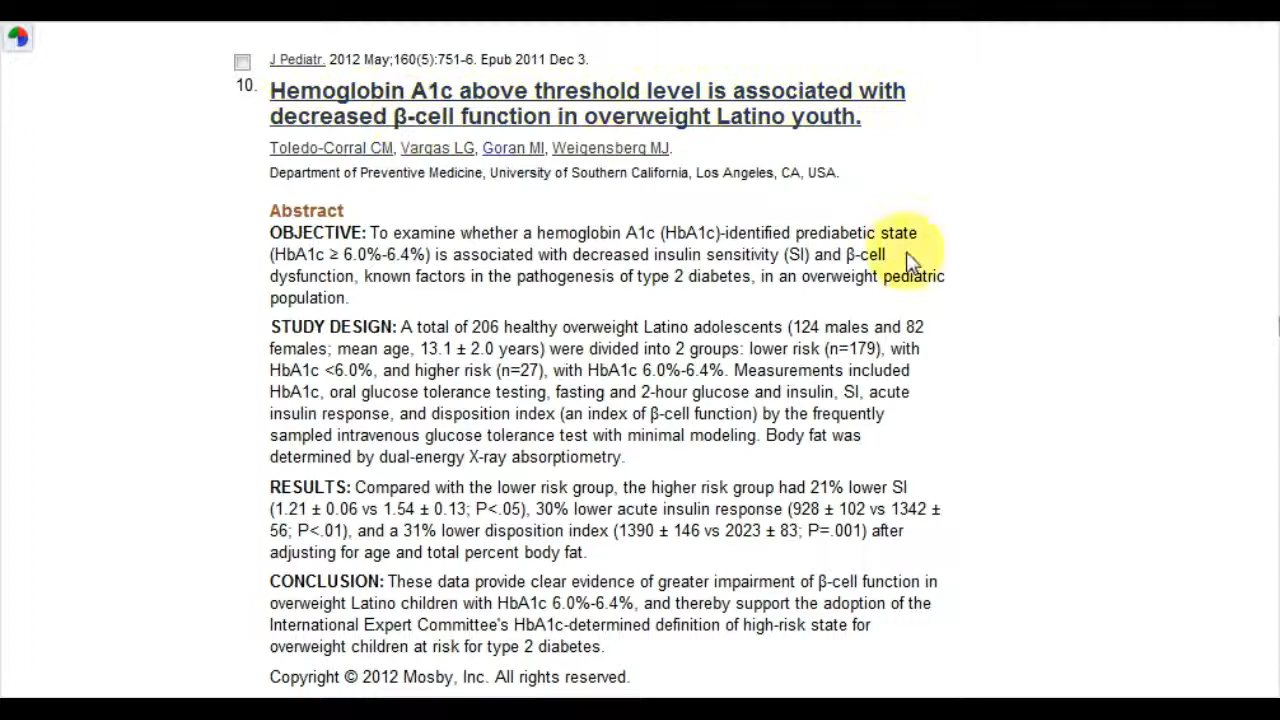 J Pediatr. 2012 May;160(5):751-6. Epub 2011 Dec 3.
10. Hemoglobin A1c above threshold level is associated with
decreased β-cell function in overweight Latino youth.
Toledo-Corral CM, Vargas LG, Goran MI, Weigensberg MJ.
Department of Preventive Medicine, University of Southern California, Los Angeles, CA, USA.
Abstract
OBJECTIVE: To examine whether a hemoglobin A1c (HbA1c)-identified prediabetic state
(HbA1c ≥ 6.0%-6.4%) is associated with decreased insulin sensitivity (SI) and β-cell
dysfunction, known factors in the pathogenesis of type 2 diabetes, in an overweight pediatric
population.
STUDY DESIGN: A total of 206 healthy overweight Latino adolescents (124 males and 82
females; mean age, 13.1 ± 2.0 years) were divided into 2 groups: lower risk (n=179), with
HbA1c <6.0%, and higher risk (n=27), with HbA1c 6.0%-6.4%. Measurements included
HbA1c, oral glucose tolerance testing, fasting and 2-hour glucose and insulin, SI, acute
insulin response, and disposition index (an index of β-cell function) by the frequently
sampled intravenous glucose tolerance test with minimal modeling. Body fat was
determined by dual-energy X-ray absorptiometry.
RESULTS: Compared with the lower risk group, the higher risk group had 21% lower SI
(1.21 ± 0.06 vs 1.54 ± 0.13; P<.05), 30% lower acute insulin response (928 ± 102 vs 1342 ±
56; P<.01), and a 31% lower disposition index (1390 ± 146 vs 2023 ± 83; P=.001) after
adjusting for age and total percent body fat.
CONCLUSION: These data provide clear evidence of greater impairment of β-cell function in
overweight Latino children with HbA1c 6.0%-6.4%, and thereby support the adoption of the
International Expert Committee's HbA1c-determined definition of high-risk state for
overweight children at risk for type 2 diabetes.
Copyright © 2012 Mosby, Inc. All rights reserved.